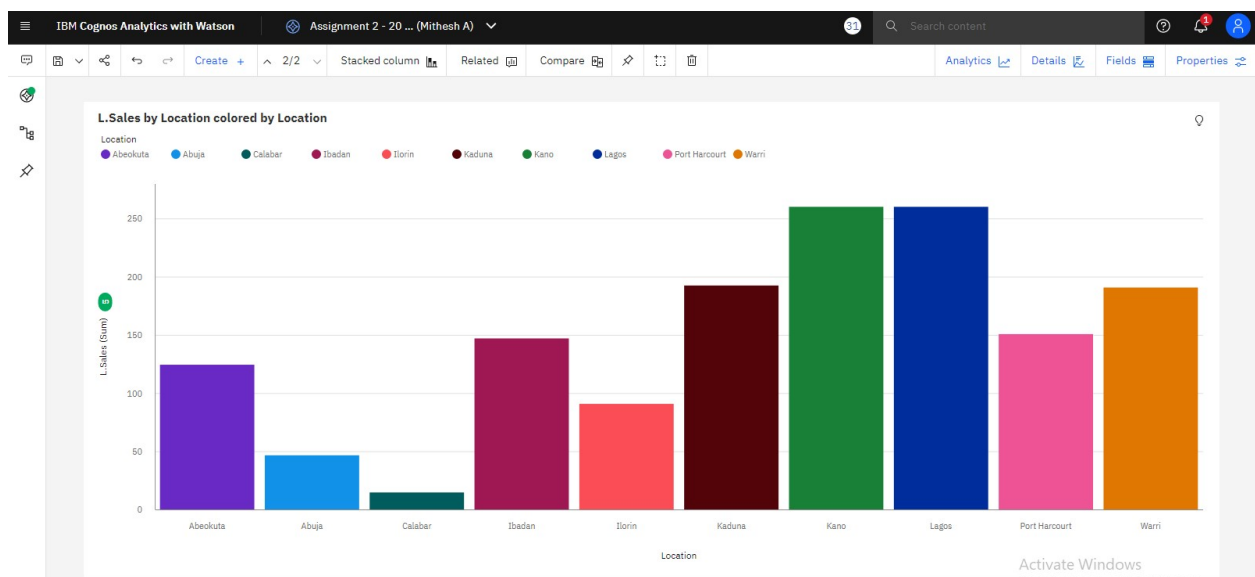 IBM Cognos Analytics with Watson Assignment 2 - 20 ... (Mithesh A) 31 Search content 1
Create + 2/2 Stacked column Related Compare Analytics Details Fields Properties
L.Sales by Location colored by Location
Location
Abeokuta Abuja Calabar Ibadan Ilorin Kaduna Kano Lagos Port Harcourt Warri
250
200
150
100
50
0
L.Sales (Sum)
Abeokuta Abuja Calabar Ibadan Ilorin Kaduna Kano Lagos Port Harcourt Warri
Location
Activate Windows